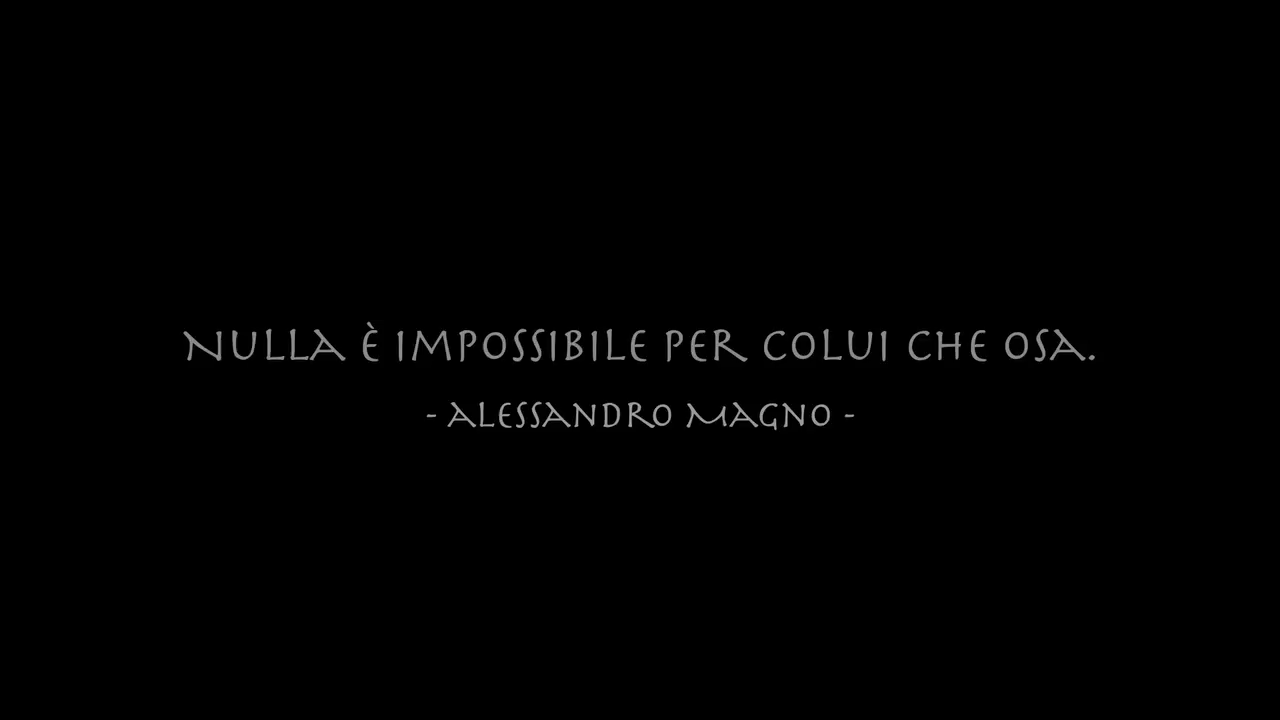 Nulla è impossibile per colui che osa.
- Alessandro Magno -